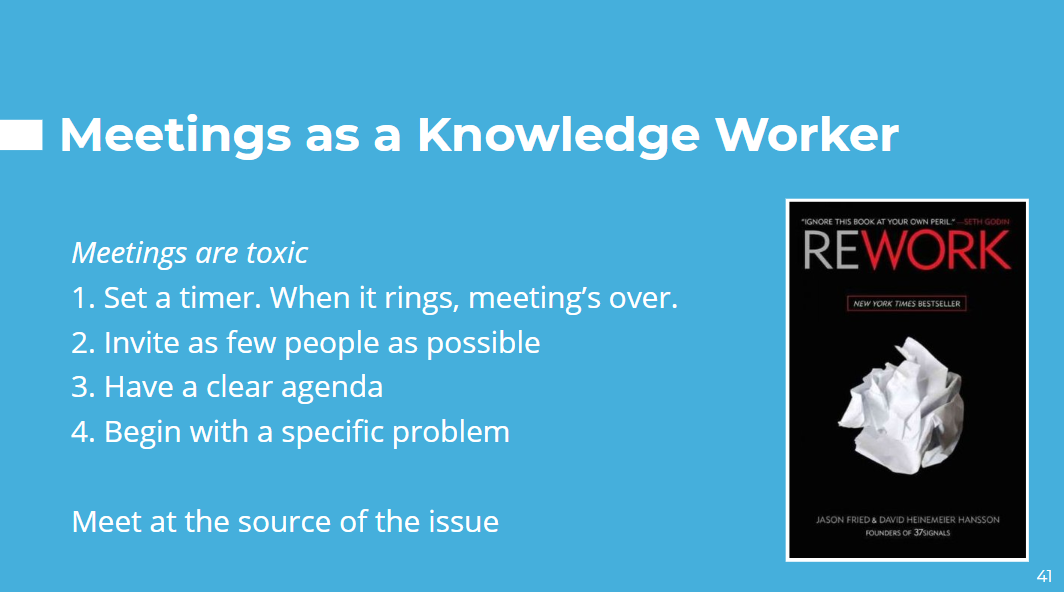 Meetings as a Knowledge Worker
Meetings are toxic
1. Set a timer. When it rings, meeting’s over.
2. Invite as few people as possible
3. Have a clear agenda
4. Begin with a specific problem
Meet at the source of the issue
"IGNORE THIS BOOK AT YOUR OWN PERIL." —SETH GODIN
REWORK
NEW YORK TIMES BESTSELLER
JASON FRIED & DAVID HEINEMEIER HANSSON
FOUNDERS OF 37SIGNALS
41